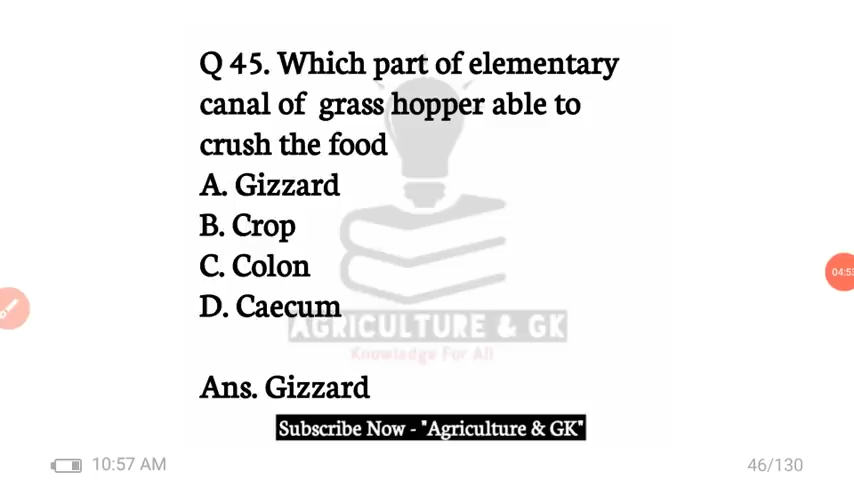 Q 45. Which part of elementary
canal of grass hopper able to
crush the food
A. Gizzard
B. Crop
C. Colon
D. Caecum
AGRICULTURE & GK
Knowledge For All
Ans. Gizzard
Subscribe Now - "Agriculture & GK"
10:57 AM
46/130